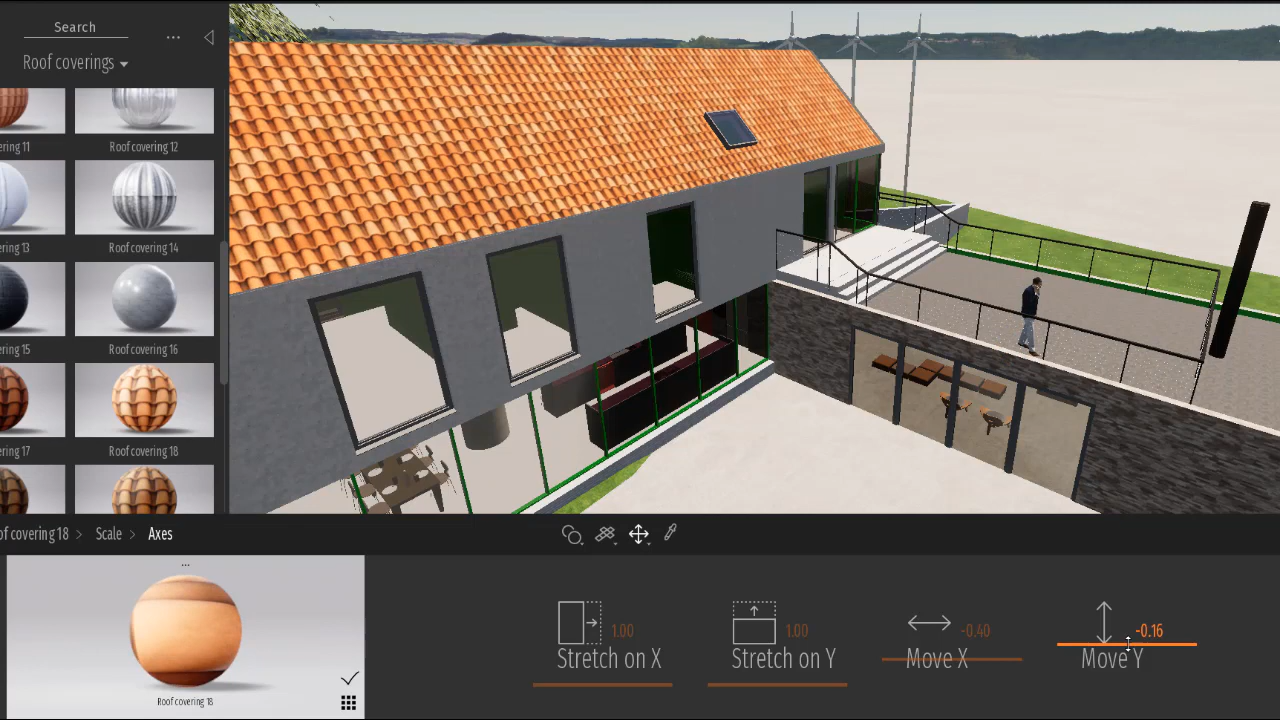 Search
...
Roof coverings
ering 11
Roof covering 12
ering 13
Roof covering 14
ering 15
Roof covering 16
ering 17
Roof covering 18
of covering 18 > Scale > Axes
...
Roof covering 18
1.00
Stretch on X
1.00
Stretch on Y
-0.40
Move X
-0.16
Move Y